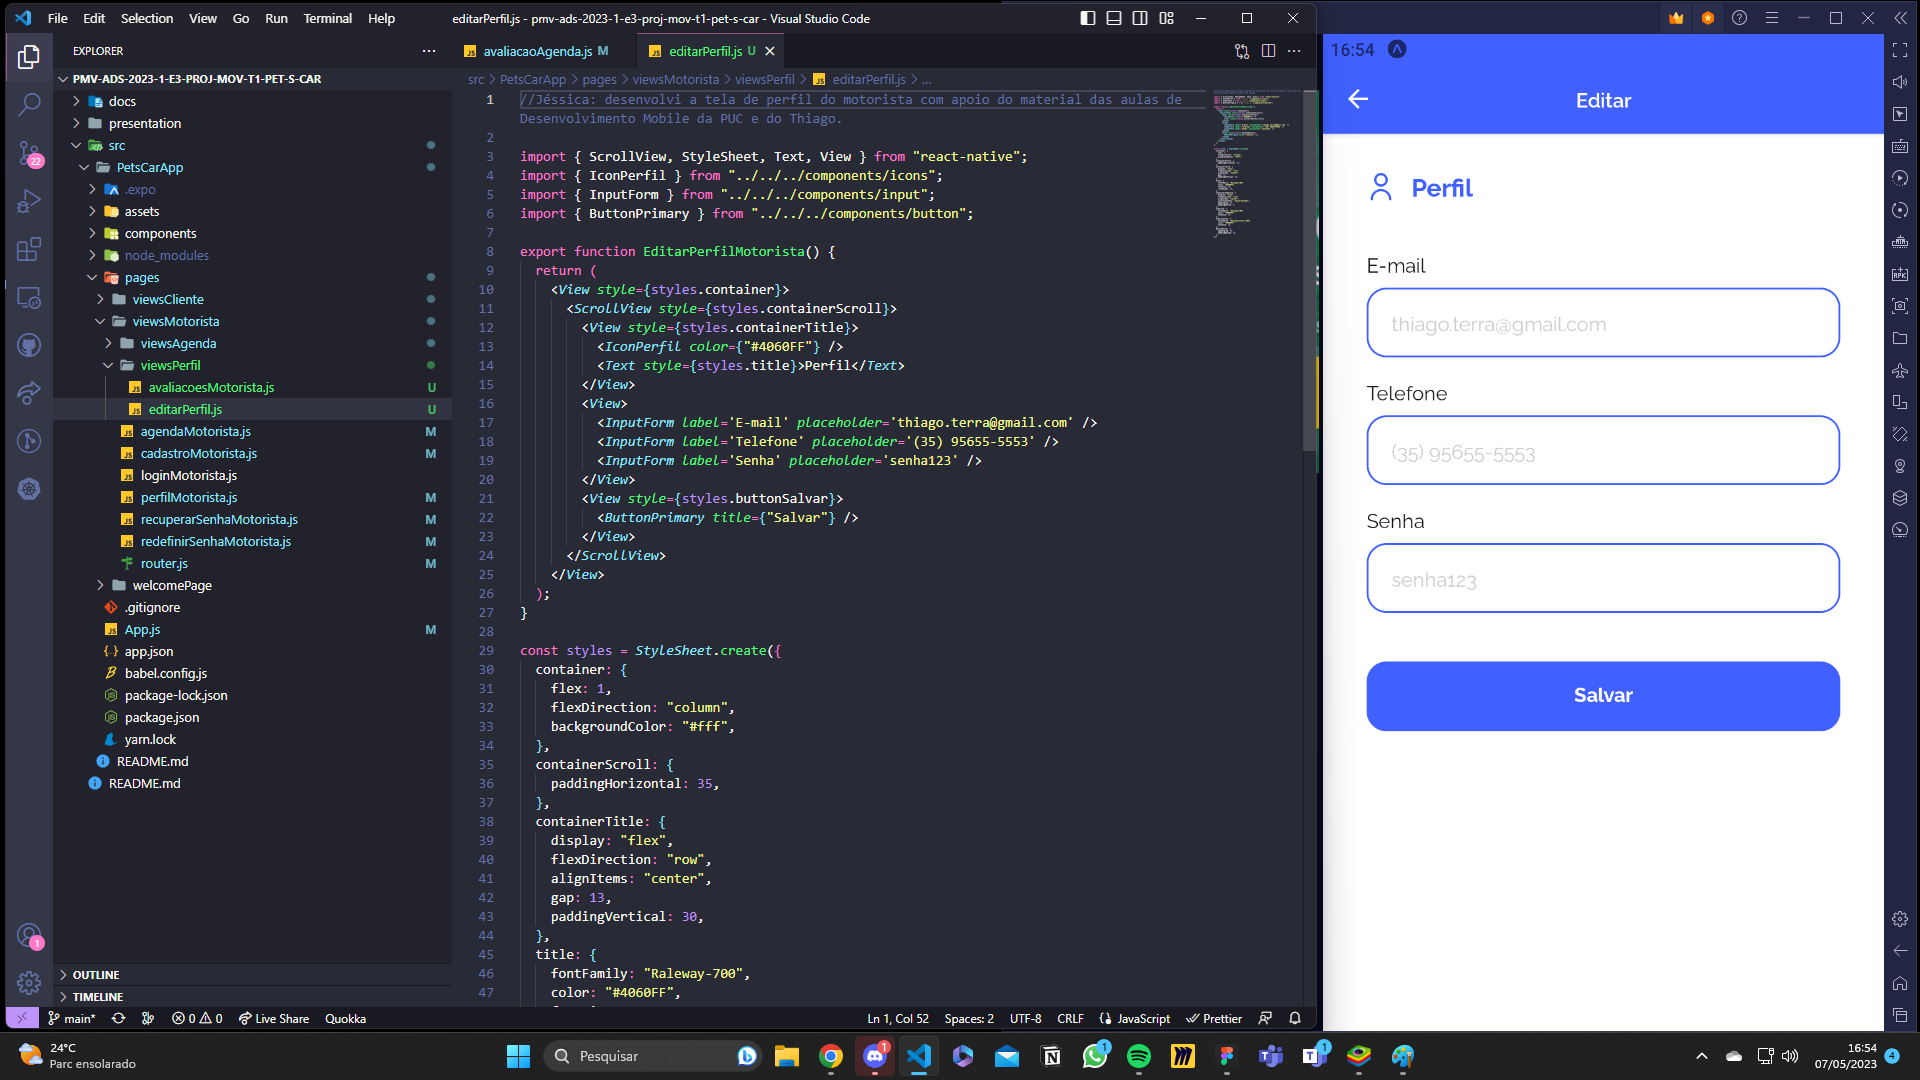 File Edit Selection View Go Run Terminal Help
editarPerfil.js - pmv-ads-2023-1-e3-proj-mov-t1-pet-s-car - Visual Studio Code
EXPLORER
PMV-ADS-2023-1-E3-PROJ-MOV-T1-PET-S-CAR
docs
presentation
src
PetsCarApp
.expo
assets
components
node_modules
pages
viewsCliente
viewsMotorista
viewsAgenda
viewsPerfil
avaliacoesMotorista.js U
editarPerfil.js U
agendaMotorista.js M
cadastroMotorista.js M
loginMotorista.js
perfilMotorista.js M
recuperarSenhaMotorista.js M
redefinirSenhaMotorista.js M
router.js M
welcomePage
.gitignore
App.js M
app.json
babel.config.js
package-lock.json
package.json
yarn.lock
README.md
README.md
OUTLINE
TIMELINE
22
1
avaliacaoAgenda.js M
editarPerfil.js U
src > PetsCarApp > pages > viewsMotorista > viewsPerfil > editarPerfil.js > ...
1 //Jéssica: desenvolvi a tela de perfil do motorista com apoio do material das aulas de
Desenvolvimento Mobile da PUC e do Thiago.
2
3 import { ScrollView, StyleSheet, Text, View } from "react-native";
4 import { IconPerfil } from "../../../components/icons";
5 import { InputForm } from "../../../components/input";
6 import { ButtonPrimary } from "../../../components/button";
7
8 export function EditarPerfilMotorista() {
9 return (
10 <View style={styles.container}>
11 <ScrollView style={styles.containerScroll}>
12 <View style={styles.containerTitle}>
13 <IconPerfil color={"#4060FF"} />
14 <Text style={styles.title}>Perfil</Text>
15 </View>
16 <View>
17 <InputForm label='E-mail' placeholder='thiago.terra@gmail.com' />
18 <InputForm label='Telefone' placeholder='(35) 95655-5553' />
19 <InputForm label='Senha' placeholder='senha123' />
20 </View>
21 <View style={styles.buttonSalvar}>
22 <ButtonPrimary title={"Salvar"} />
23 </View>
24 </ScrollView>
25 </View>
26 );
27 }
28
29 const styles = StyleSheet.create({
30 container: {
31 flex: 1,
32 flexDirection: "column",
33 backgroundColor: "#fff",
34 },
35 containerScroll: {
36 paddingHorizontal: 35,
37 },
38 containerTitle: {
39 display: "flex",
40 flexDirection: "row",
41 alignItems: "center",
42 gap: 13,
43 paddingVertical: 30,
44 },
45 title: {
46 fontFamily: "Raleway-700",
47 color: "#4060FF",
main* 0 0 Live Share Quokka
Ln 1, Col 52 Spaces: 2 UTF-8 CRLF JavaScript Prettier
16:54
Editar
Perfil
E-mail
thiago.terra@gmail.com
Telefone
(35) 95655-5553
Senha
senha123
Salvar
24°C
Parc ensolarado
Pesquisar
1
1
1
16:54
07/05/2023
4